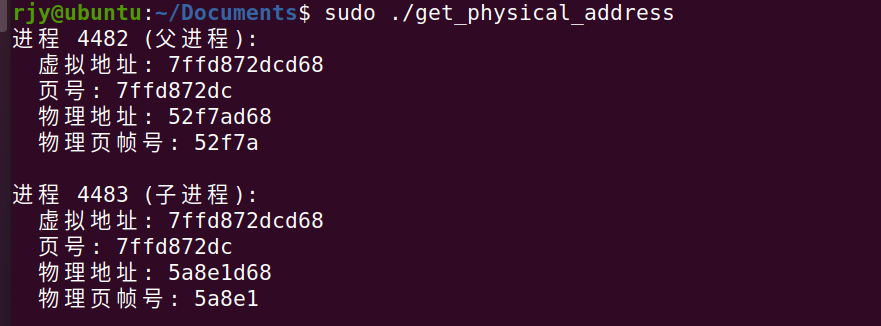 rjy@ubuntu:~/Documents$ sudo ./get_physical_address
进程 4482 (父进程):
虚拟地址: 7ffd872dcd68
页号: 7ffd872dc
物理地址: 52f7ad68
物理页帧号: 52f7a
进程 4483 (子进程):
虚拟地址: 7ffd872dcd68
页号: 7ffd872dc
物理地址: 5a8e1d68
物理页帧号: 5a8e1